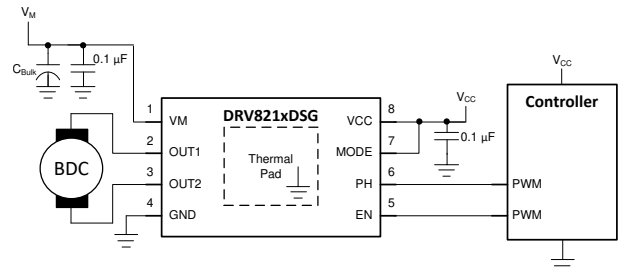 VM
CBulk
0.1 µF
DRV821xDSG
Thermal
Pad
1
VM
2
OUT1
3
OUT2
4
GND
8
VCC
7
MODE
6
PH
5
EN
BDC
VCC
0.1 µF
VCC
Controller
PWM
PWM